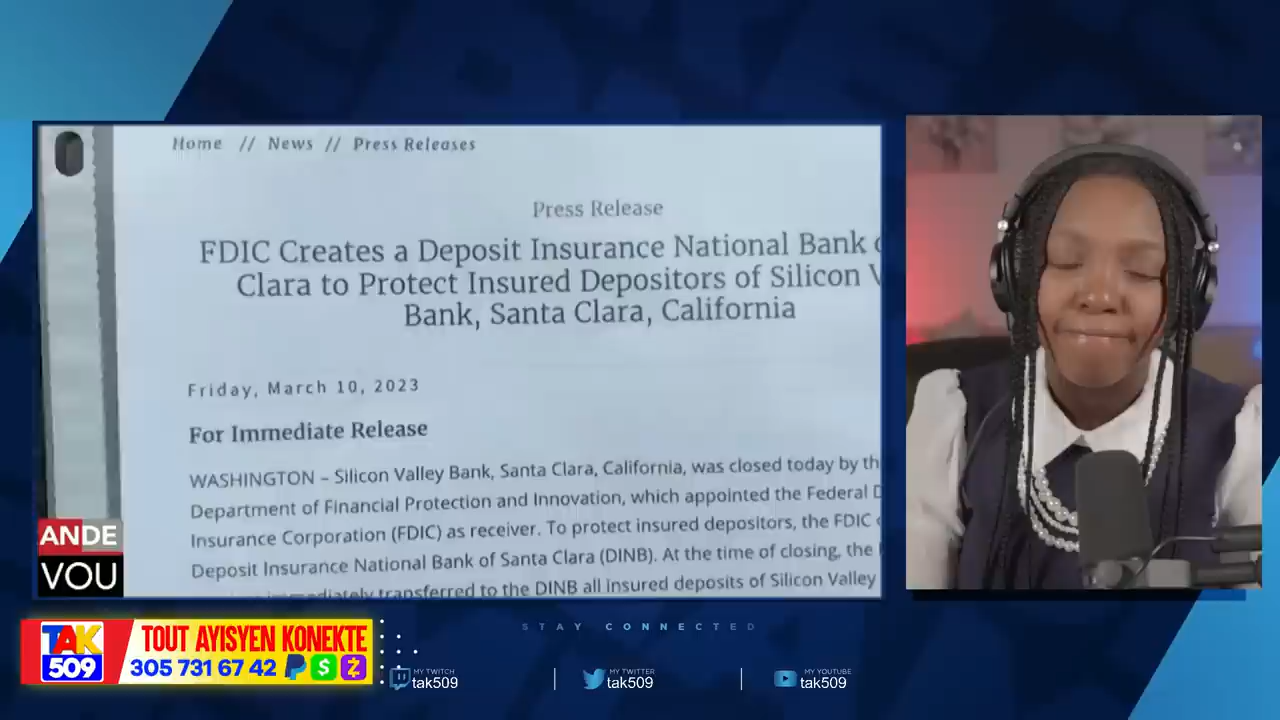 Home // News // Press Releases
Press Release
FDIC Creates a Deposit Insurance National Bank
Clara to Protect Insured Depositors of Silicon V
Bank, Santa Clara, California
Friday, March 10, 2023
For Immediate Release
WASHINGTON – Silicon Valley Bank, Santa Clara, California, was closed today by th
Department of Financial Protection and Innovation, which appointed the Federal D
Insurance Corporation (FDIC) as receiver. To protect insured depositors, the FDIC
Deposit Insurance National Bank of Santa Clara (DINB). At the time of closing, the
immediately transferred to the DINB all insured deposits of Silicon Valley
ANDE
VOU
TAK
509
TOUT AYISYEN KONEKTE
305 731 67 42
STAY CONNECTED
MY TWITCH
tak509
MY TWITTER
tak509
MY YOUTUBE
tak509